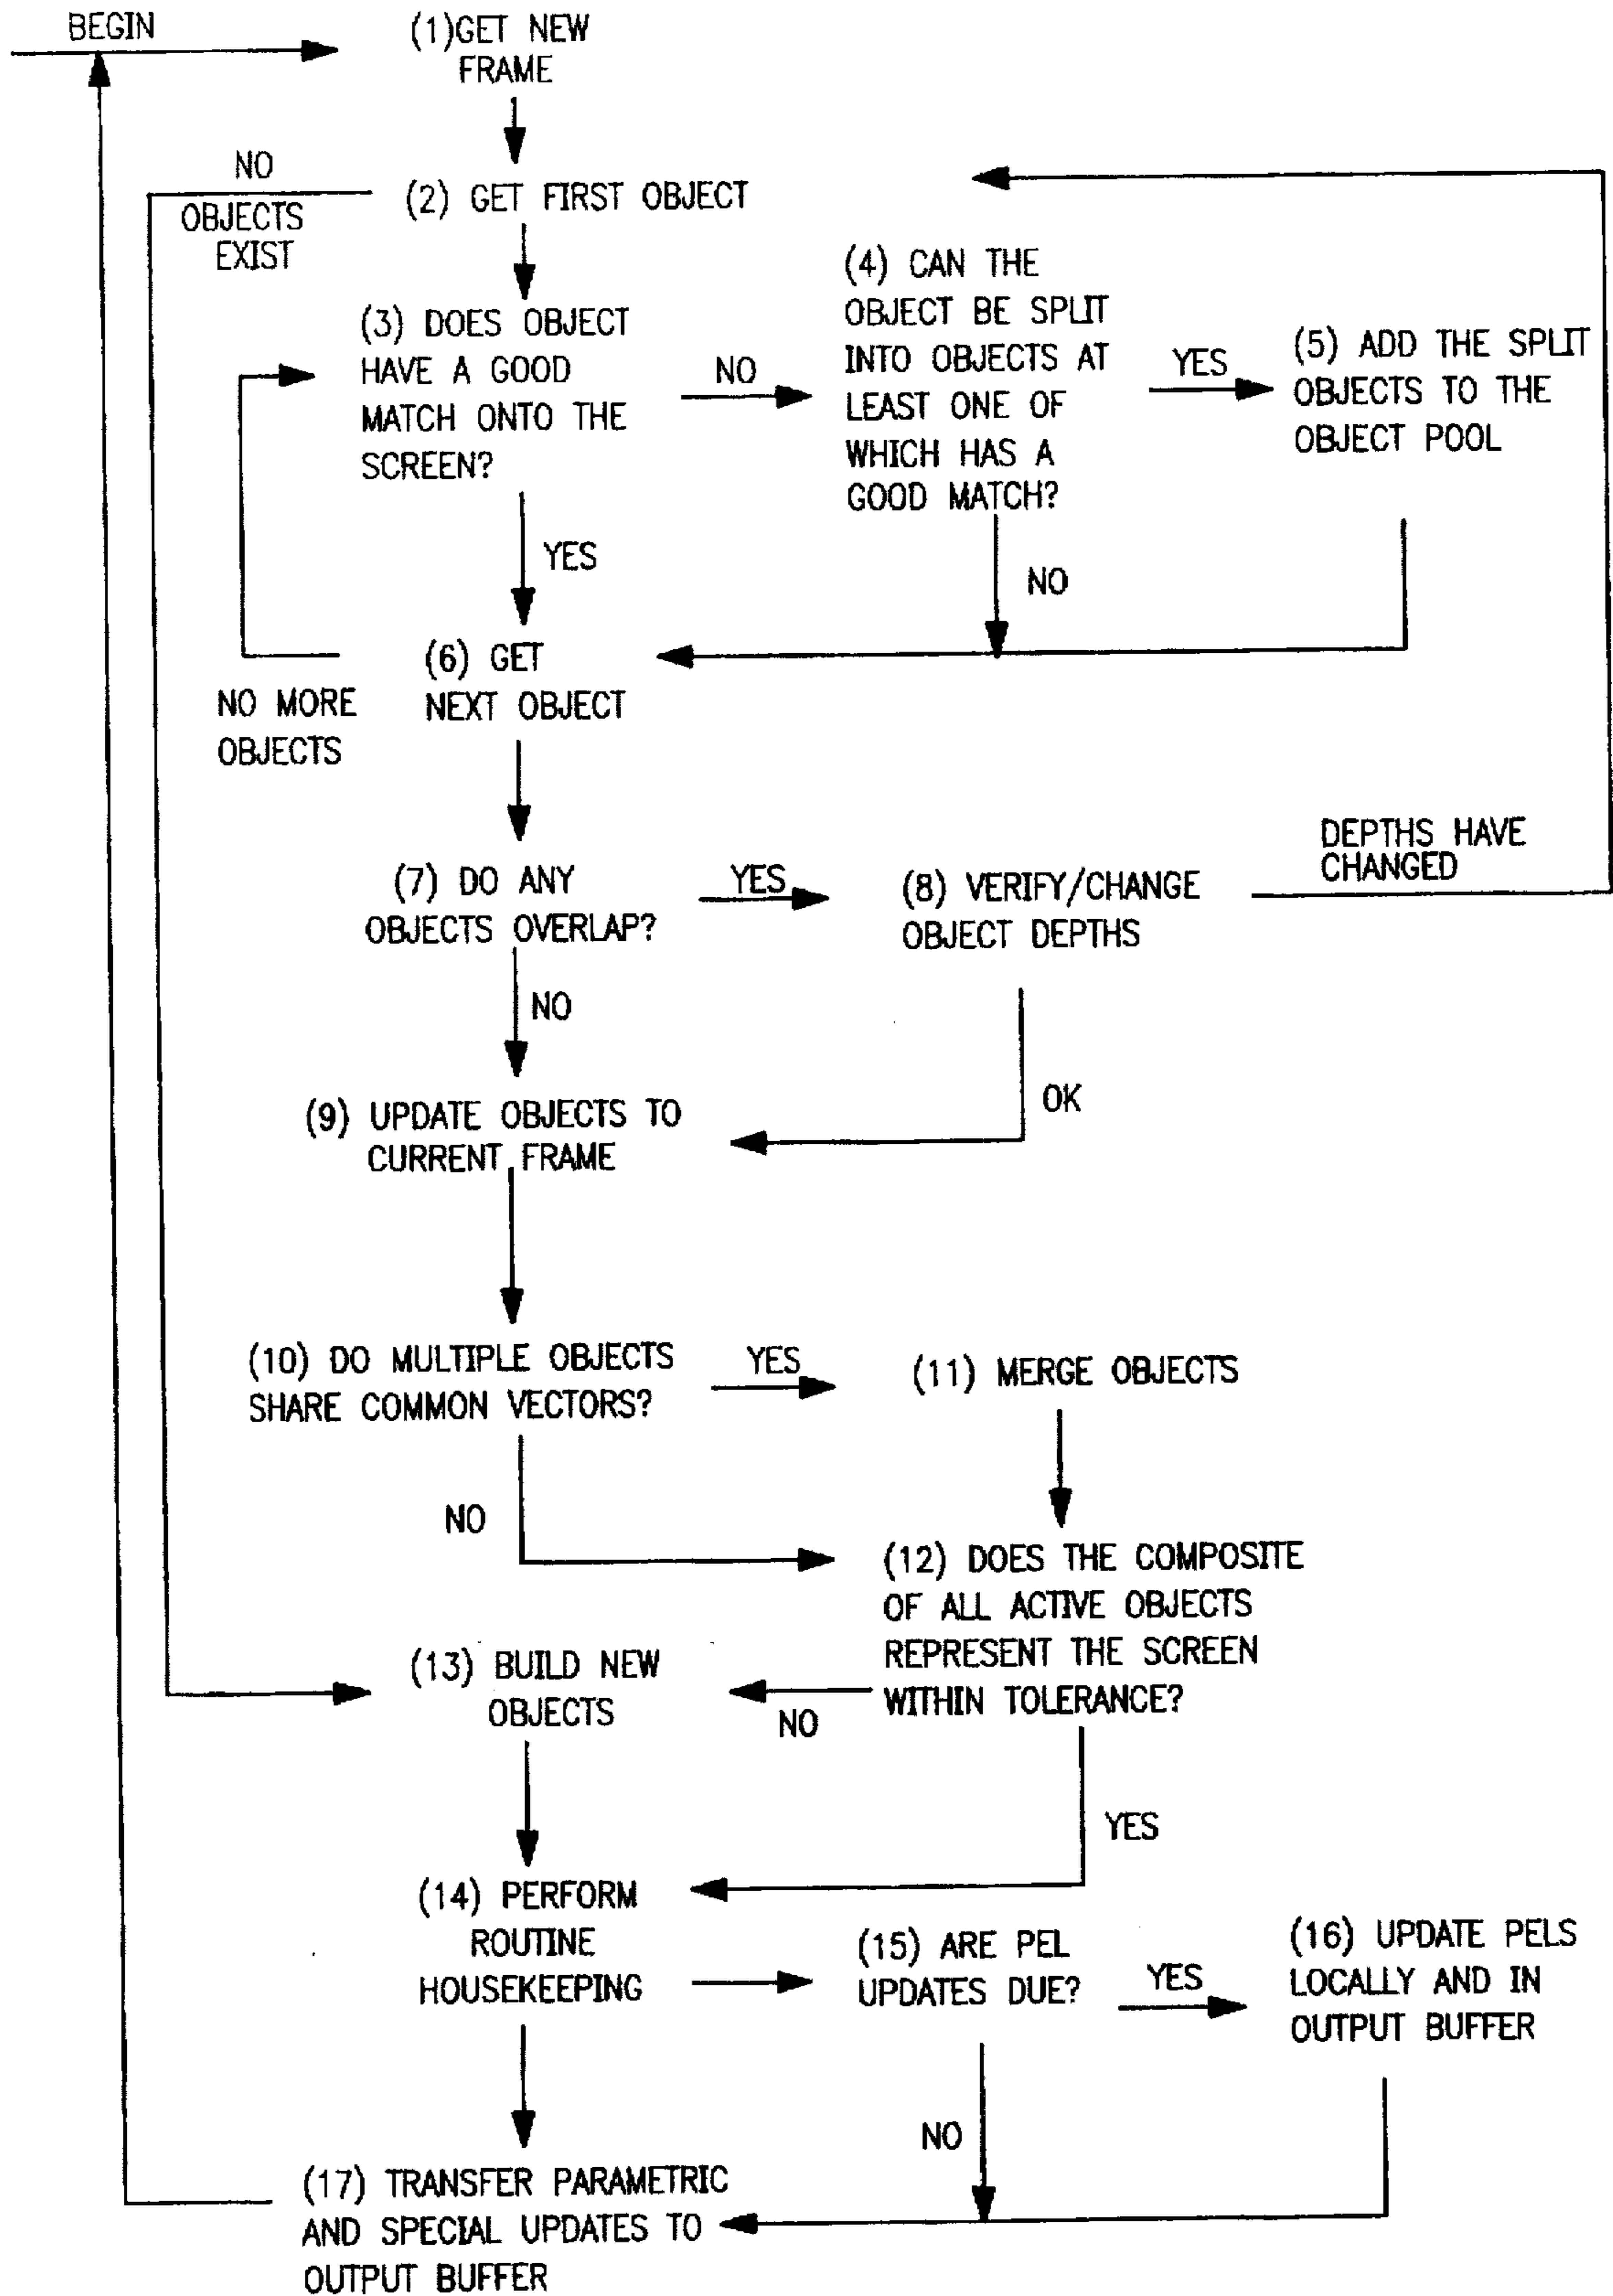 BEGIN
(1)GET NEW
FRAME
NO
OBJECTS
EXIST
(2) GET FIRST OBJECT
(3) DOES OBJECT
HAVE A GOOD
MATCH ONTO THE
SCREEN?
NO
(4) CAN THE
OBJECT BE SPLIT
INTO OBJECTS AT
LEAST ONE OF
WHICH HAS A
GOOD MATCH?
YES
(5) ADD THE SPLIT
OBJECTS TO THE
OBJECT POOL
YES
NO
(6) GET
NEXT OBJECT
NO MORE
OBJECTS
(7) DO ANY
OBJECTS OVERLAP?
YES
(8) VERIFY/CHANGE
OBJECT DEPTHS
DEPTHS HAVE
CHANGED
NO
OK
(9) UPDATE OBJECTS TO
CURRENT FRAME
(10) DO MULTIPLE OBJECTS
SHARE COMMON VECTORS?
YES
(11) MERGE OBJECTS
NO
(12) DOES THE COMPOSITE
OF ALL ACTIVE OBJECTS
REPRESENT THE SCREEN
WITHIN TOLERANCE?
(13) BUILD NEW
OBJECTS
NO
YES
(14) PERFORM
ROUTINE
HOUSEKEEPING
(15) ARE PEL
UPDATES DUE?
YES
(16) UPDATE PELS
LOCALLY AND IN
OUTPUT BUFFER
NO
(17) TRANSFER PARAMETRIC
AND SPECIAL UPDATES TO
OUTPUT BUFFER